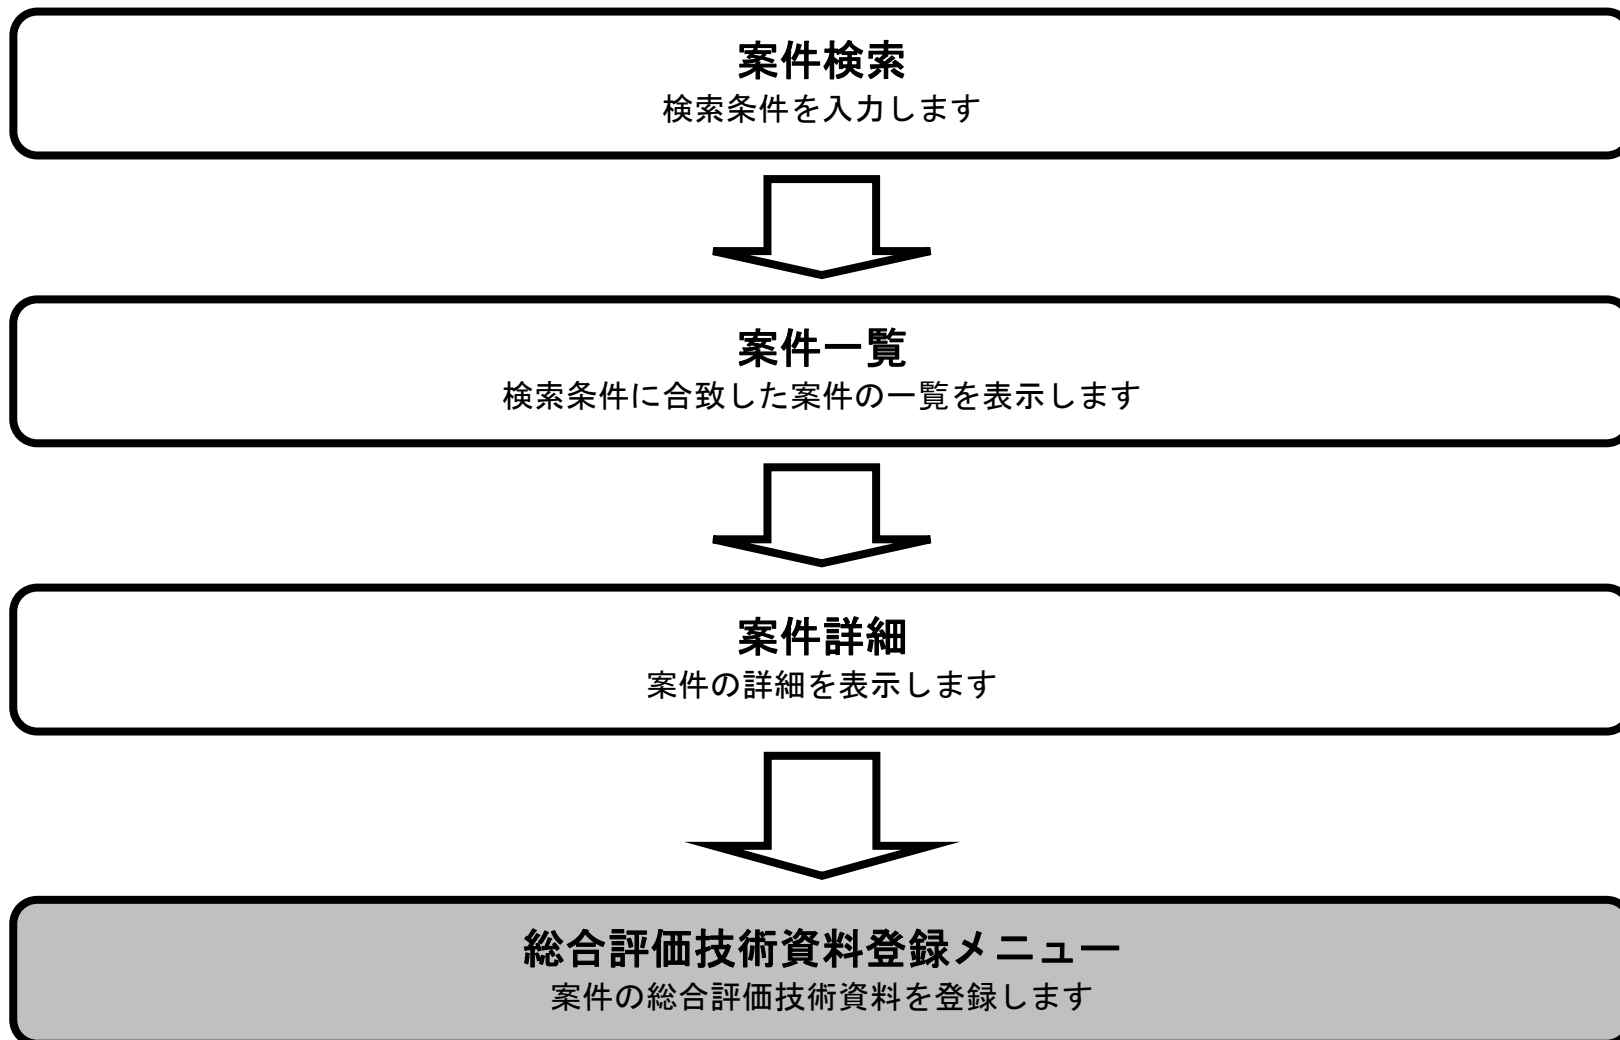 案件検索
検索条件を入力します
案件一覧
検索条件に合致した案件の一覧を表示します
案件詳細
案件の詳細を表示します
総合評価技術資料登録メニュー
案件の総合評価技術資料を登録します